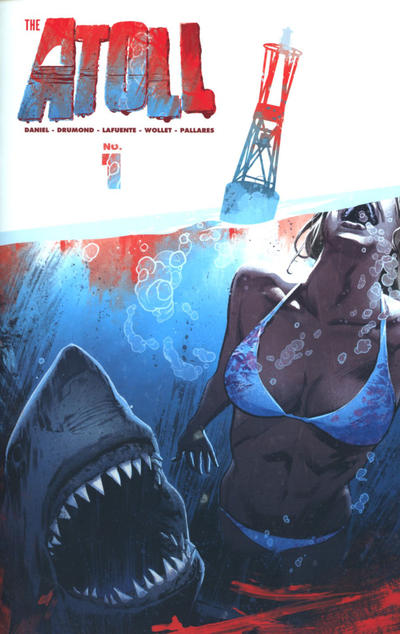 THE
ATOLL
DANIEL - DRUMOND - LAFUENTE - WOLLET - PALLARES
No.
1